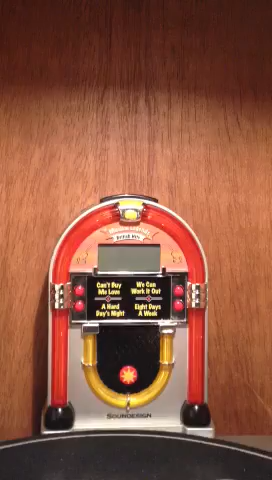 Can't Buy
Me Love
We Can
Work It Out
A Hard
Day's Night
Eight Days
A Week
SOUNDESIGN